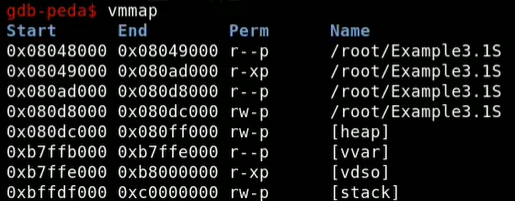 gdb-peda$ vmmap
Start      End        Perm      Name
0x08048000 0x08049000 r--p      /root/Example3.1S
0x08049000 0x080ad000 r-xp      /root/Example3.1S
0x080ad000 0x080d8000 r--p      /root/Example3.1S
0x080d8000 0x080dc000 rw-p      /root/Example3.1S
0x080dc000 0x080ff000 rw-p      [heap]
0xb7ffb000 0xb7ffe000 r--p      [vvar]
0xb7ffe000 0xb8000000 r-xp      [vdso]
0xbffdf000 0xc0000000 rw-p      [stack]